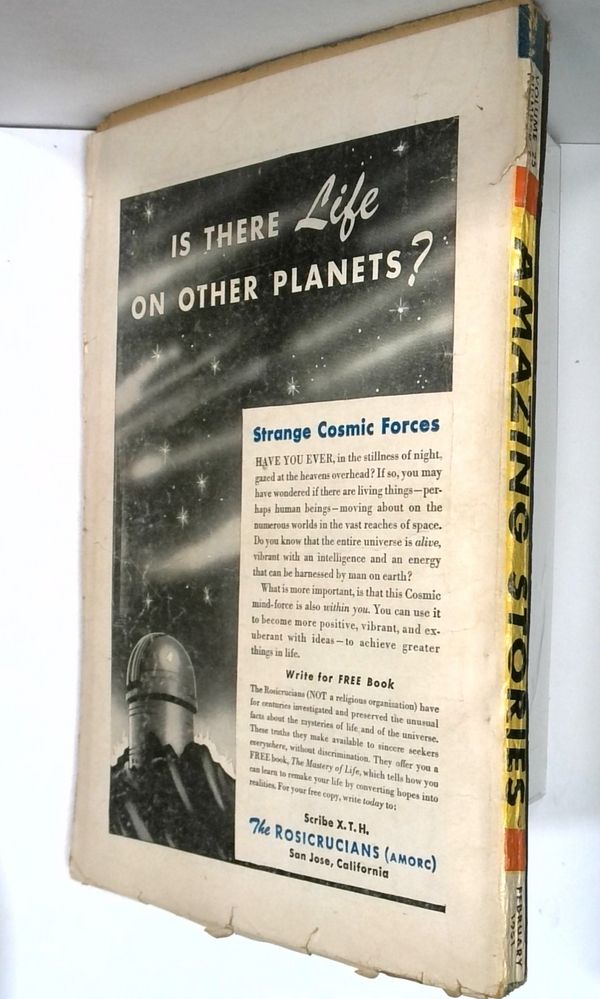 IS THERE Life
ON OTHER PLANETS?
Strange Cosmic Forces
HAVE YOU EVER, in the stillness of night,
gazed at the heavens overhead? If so, you may
have wondered if there are living things—per-
haps human beings—moving about on the
numerous worlds in the vast reaches of space.
Do you know that the entire universe is alive,
vibrant with an intelligence and an energy
that can be harnessed by man on earth?
What is more important, is that this Cosmic
mind-force is also within you. You can use it
to become more positive, vibrant, and ex-
uberant with ideas—to achieve greater
things in life.
Write for FREE Book
The Rosicrucians (NOT a religious organization) have
for centuries investigated and preserved the unusual
facts about the mysteries of life and of the universe.
These truths they make available to sincere seekers
everywhere, without discrimination. They offer you a
FREE book, The Mastery of Life, which tells how you
can learn to remake your life by converting hopes into
realities. For your free copy, write today to:
Scribe X.T.H.
The ROSICRUCIANS (AMORC)
San Jose, California
VOLUME 25
AMAZING STORIES
FEBRUARY
1951